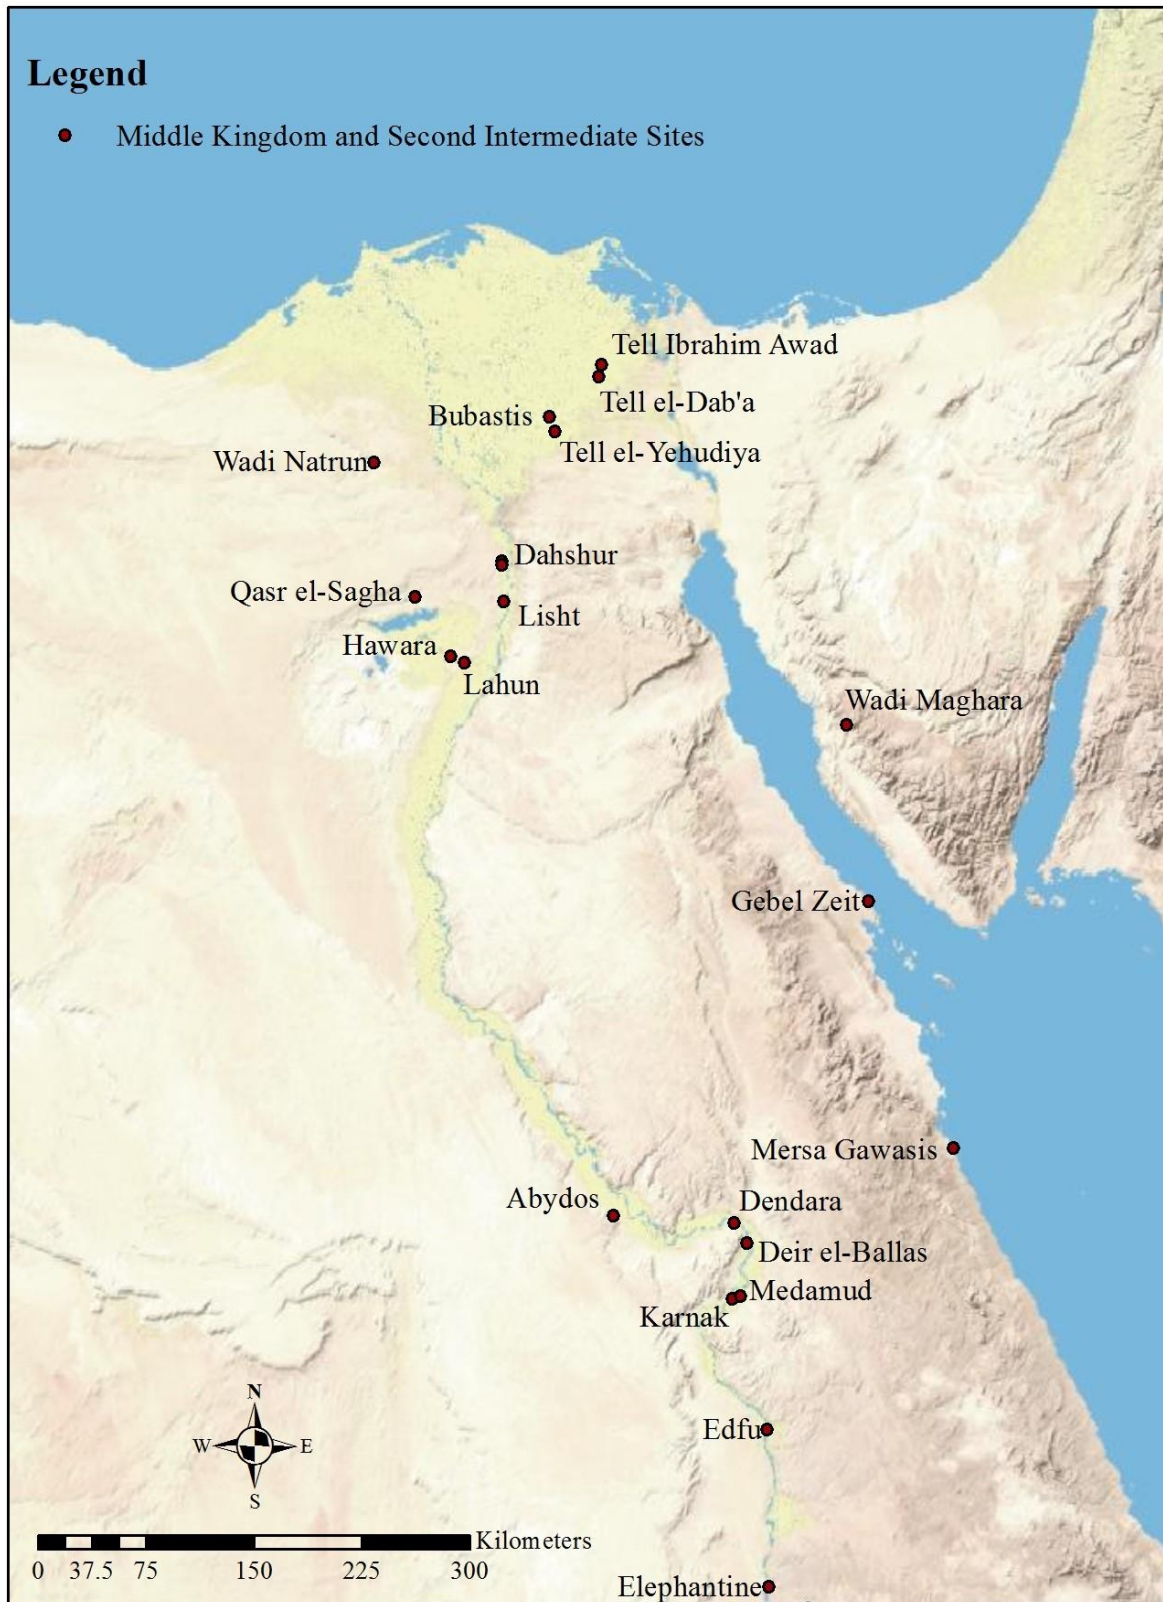 Legend
Middle Kingdom and Second Intermediate Sites
Tell Ibrahim Awad
Tell el-Dab'a
Bubastis
Tell el-Yehudiya
Wadi Natrun
Dahshur
Qasr el-Sagha
Lisht
Hawara
Lahun
Wadi Maghara
Gebel Zeit
Mersa Gawasis
Abydos
Dendara
Deir el-Ballas
Medamud
Karnak
N
Edfu
W E
S
Kilometers
0 37.5 75 150 225 300
Elephantine